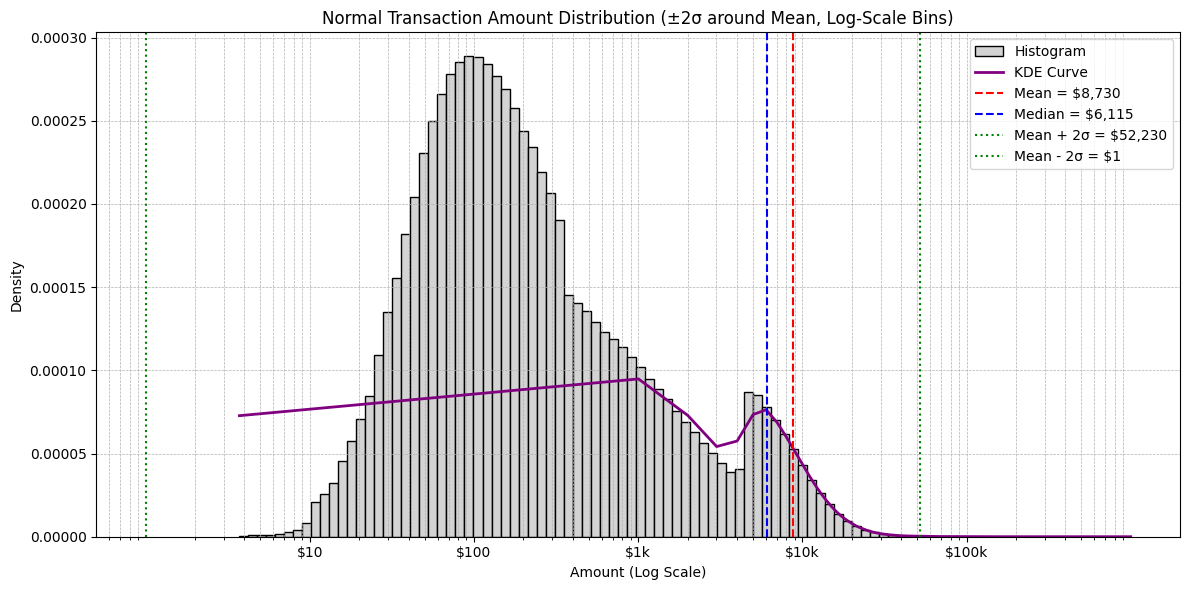 Normal Transaction Amount Distribution (±2σ around Mean, Log-Scale Bins)
Histogram
KDE Curve
Mean = $8,730
Median = $6,115
Mean + 2σ = $52,230
Mean - 2σ = $1
Density
0.00030
0.00025
0.00020
0.00015
0.00010
0.00005
0.00000
$10 $100 $1k $10k $100k
Amount (Log Scale)